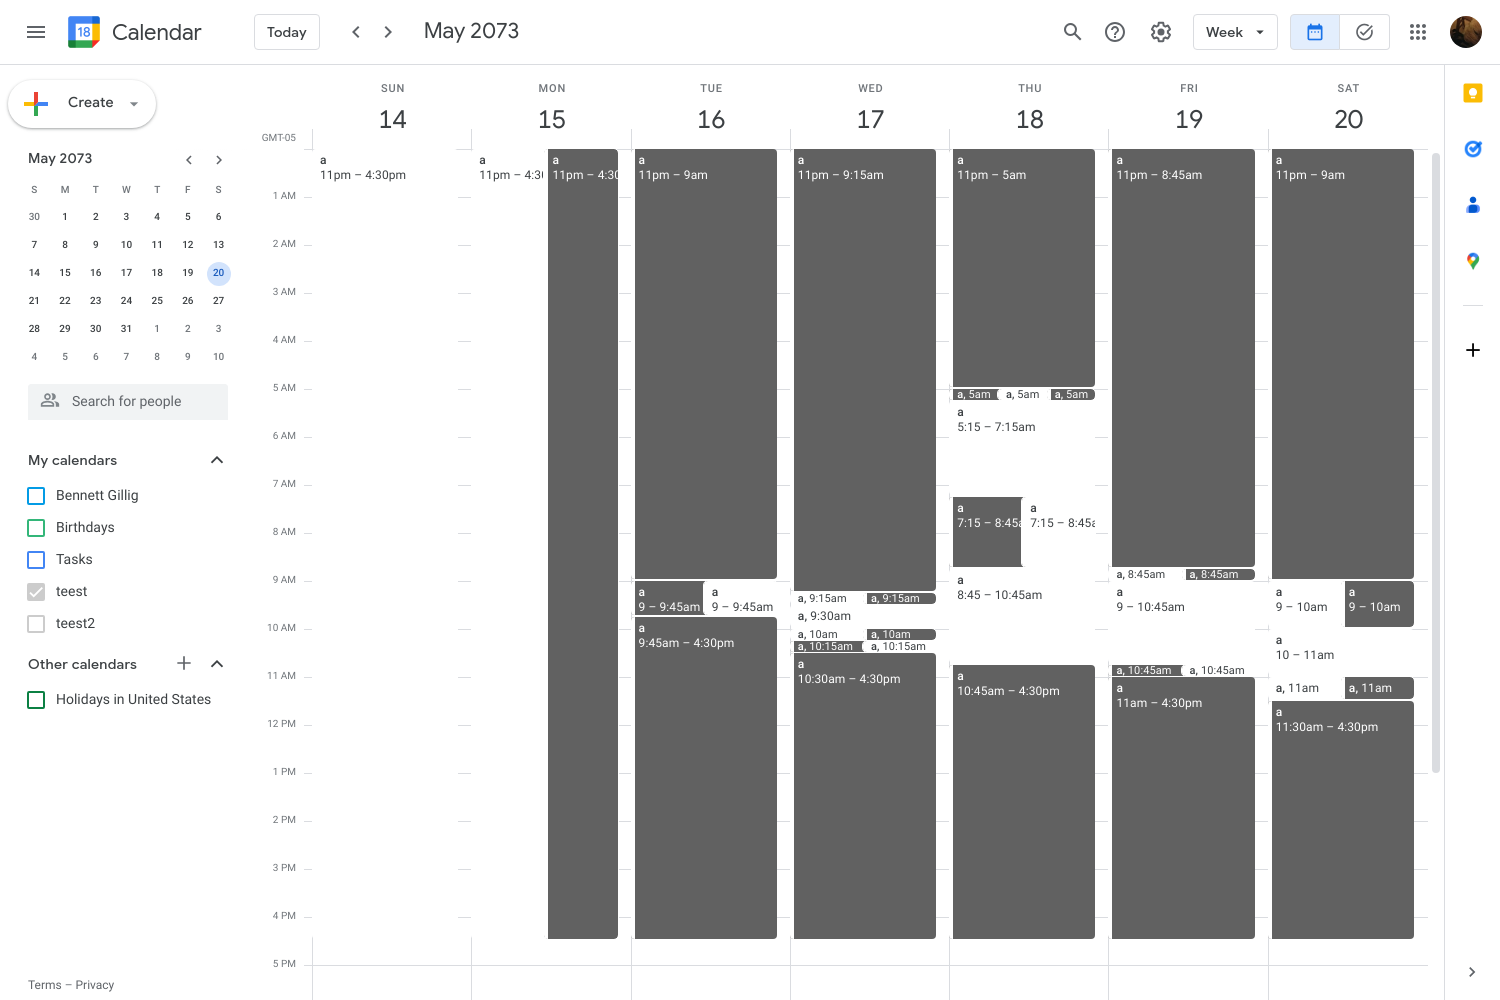 18 Calendar
Today
May 2073
Week
Create
May 2073
S M T W T F S
30 1 2 3 4 5 6
7 8 9 10 11 12 13
14 15 16 17 18 19 20
21 22 23 24 25 26 27
28 29 30 31 1 2 3
4 5 6 7 8 9 10
Search for people
My calendars
Bennett Gillig
Birthdays
Tasks
teest
teest2
Other calendars
Holidays in United States
Terms – Privacy
GMT-05
1 AM
2 AM
3 AM
4 AM
5 AM
6 AM
7 AM
8 AM
9 AM
10 AM
11 AM
12 PM
1 PM
2 PM
3 PM
4 PM
5 PM
SUN
14
a
11pm – 4:30pm
MON
15
a
11pm – 4:30
a
11pm – 4:30
TUE
16
a
11pm – 9am
a
9 – 9:45am
a
9 – 9:45am
a
9:45am – 4:30pm
WED
17
a
11pm – 9:15am
a, 9:15am
a, 9:15am
a, 9:30am
a, 10am
a, 10am
a, 10:15am
a, 10:15am
a
10:30am – 4:30pm
THU
18
a
11pm – 5am
a, 5am
a, 5am
a, 5am
a
5:15 – 7:15am
a
7:15 – 8:45a
a
7:15 – 8:45a
a
8:45 – 10:45am
a
10:45am – 4:30pm
FRI
19
a
11pm – 8:45am
a, 8:45am
a, 8:45am
a
9 – 10:45am
a, 10:45am
a, 10:45am
a
11am – 4:30pm
SAT
20
a
11pm – 9am
a
9 – 10am
a
9 – 10am
a
10 – 11am
a, 11am
a, 11am
a
11:30am – 4:30pm